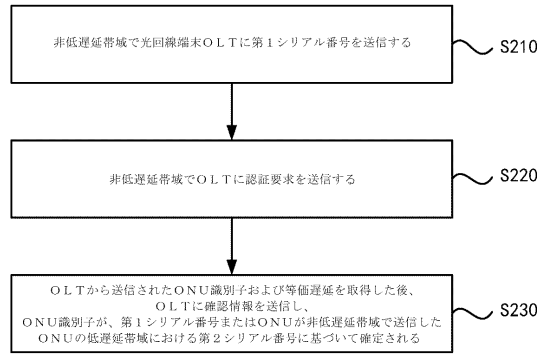 非低遅延帯域で光回線端末ＯＬＴに第１シリアル番号を送信する
S210
非低遅延帯域でＯＬＴに認証要求を送信する
S220
ＯＬＴから送信されたＯＮＵ識別子および等価遅延を取得した後、
ＯＬＴに確認情報を送信し、
ＯＮＵ識別子が、第１シリアル番号またはＯＮＵが非低遅延帯域で送信した
ＯＮＵの低遅延帯域における第２シリアル番号に基づいて確定される
S230